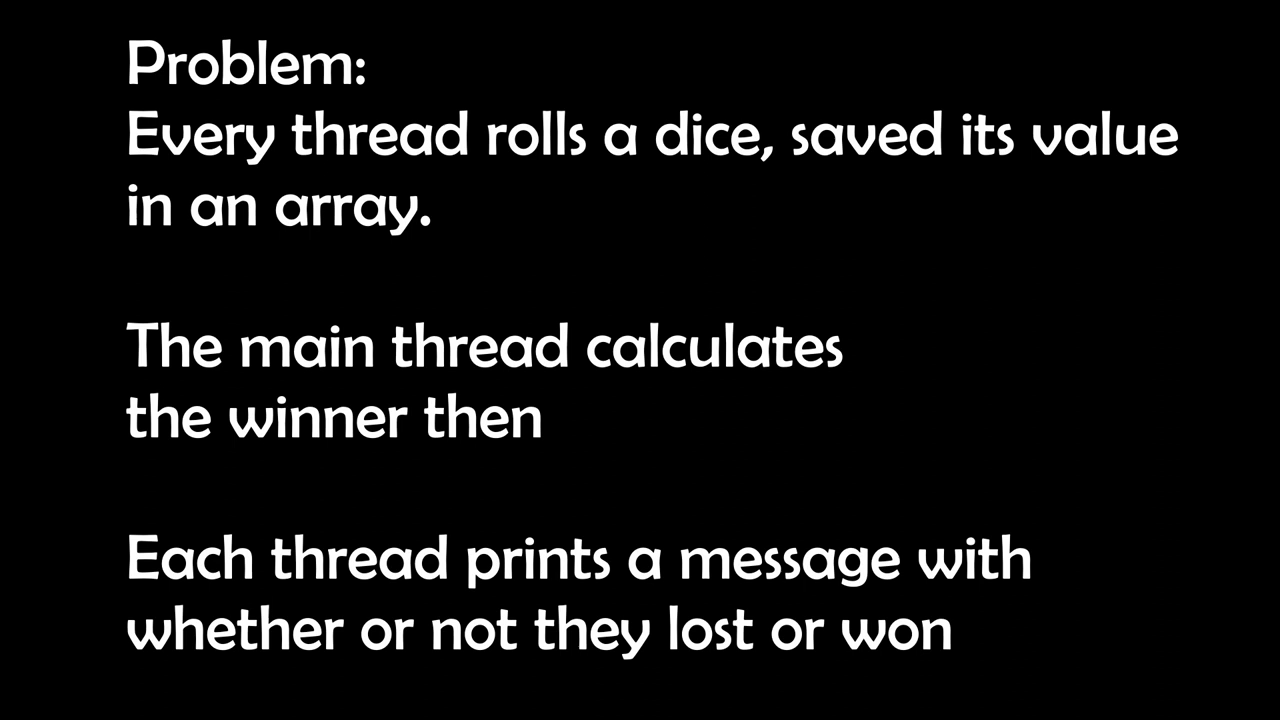 Problem:
Every thread rolls a dice, saved its value
in an array.
The main thread calculates
the winner then
Each thread prints a message with
whether or not they lost or won